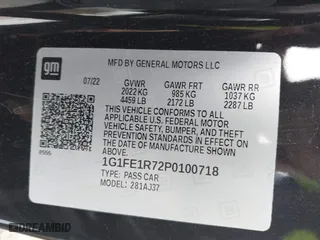 gm
MFD BY GENERAL MOTORS LLC
07/22 GVWR GAWR FRT GAWR RR
2022 KG 985 KG 1037 KG
4459 LB 2172 LB 2287 LB
THIS VEHICLE CONFORMS TO ALL
APPLICABLE U.S. FEDERAL MOTOR VEHICLE
SAFETY, BUMPER, AND THEFT
PREVENTION STANDARDS IN EFFECT ON
THE DATE OF MANUFACTURE SHOWN ABOVE.
1G1FE1R72P0100718
TYPE: PASS CAR
MODEL: 281AJ37
DREAMBID